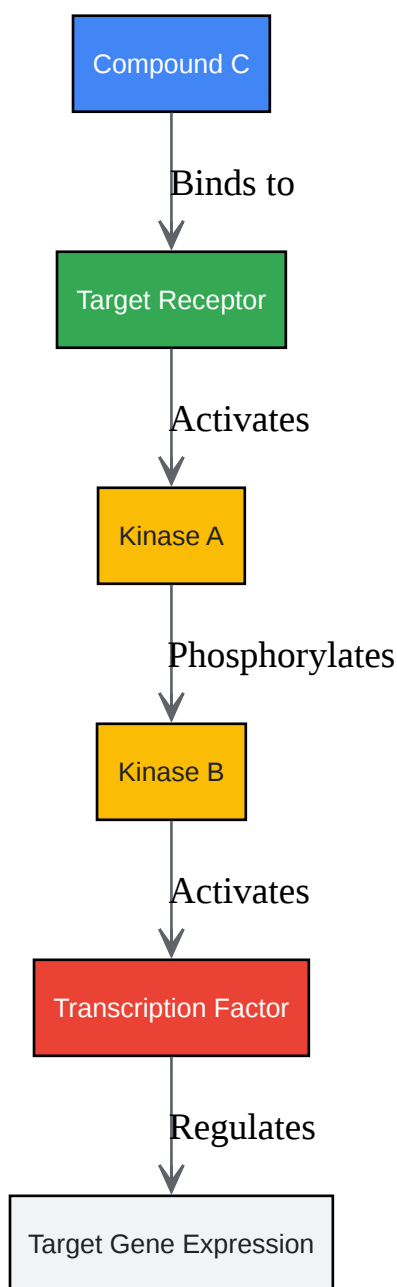 Compound C
Binds to
Target Receptor
Activates
Kinase A
Phosphorylates
Kinase B
Activates
Transcription Factor
Regulates
Target Gene Expression